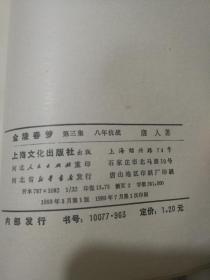 金陵春梦 第三集 八年抗战 唐人著
上海文化出版社出版 上海绍兴路74号
河北人民出版社重印 石家庄市北马路19号
河北省新华书店发行 唐山地区印刷厂印刷
开本787×1092 1/32 印张13.75 插页2 字数261,000
1980年5月第1版 1980年7月第1次印刷
内部发行 书号:10077·963 定价:1.20元